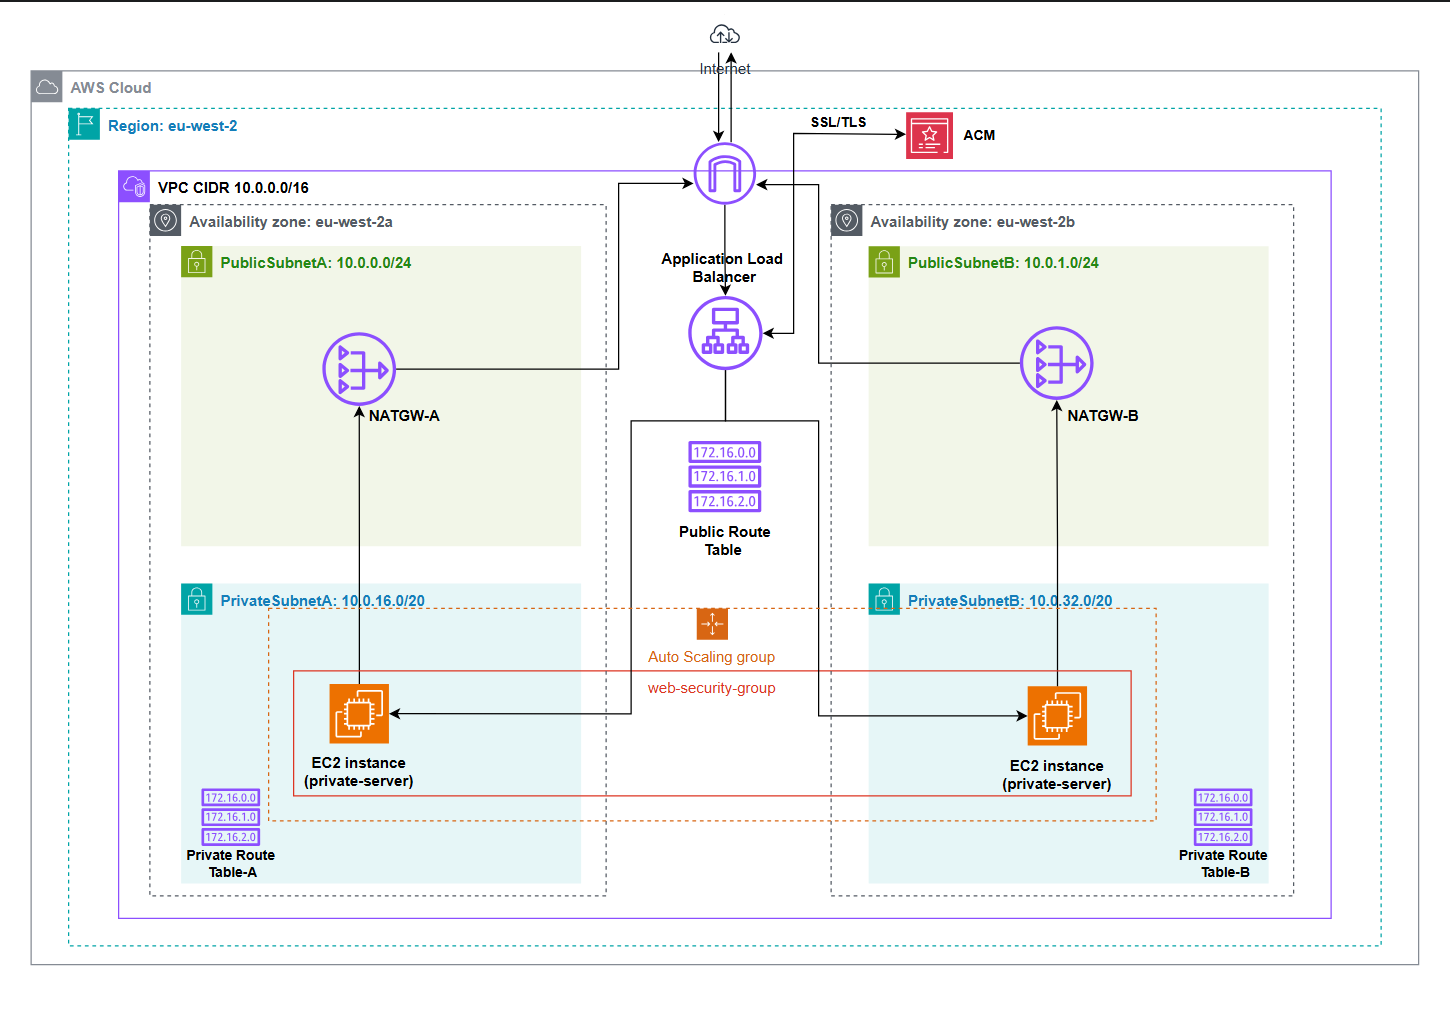 Internet
AWS Cloud
Region: eu-west-2
SSL/TLS
ACM
VPC CIDR 10.0.0.0/16
Availability zone: eu-west-2a
Availability zone: eu-west-2b
PublicSubnetA: 10.0.0.0/24
Application Load
Balancer
PublicSubnetB: 10.0.1.0/24
NATGW-A
NATGW-B
172.16.0.0
172.16.1.0
172.16.2.0
Public Route
Table
PrivateSubnetA: 10.0.16.0/20
PrivateSubnetB: 10.0.32.0/20
Auto Scaling group
web-security-group
EC2 instance
(private-server)
EC2 instance
(private-server)
172.16.0.0
172.16.1.0
172.16.2.0
Private Route
Table-A
172.16.0.0
172.16.1.0
172.16.2.0
Private Route
Table-B